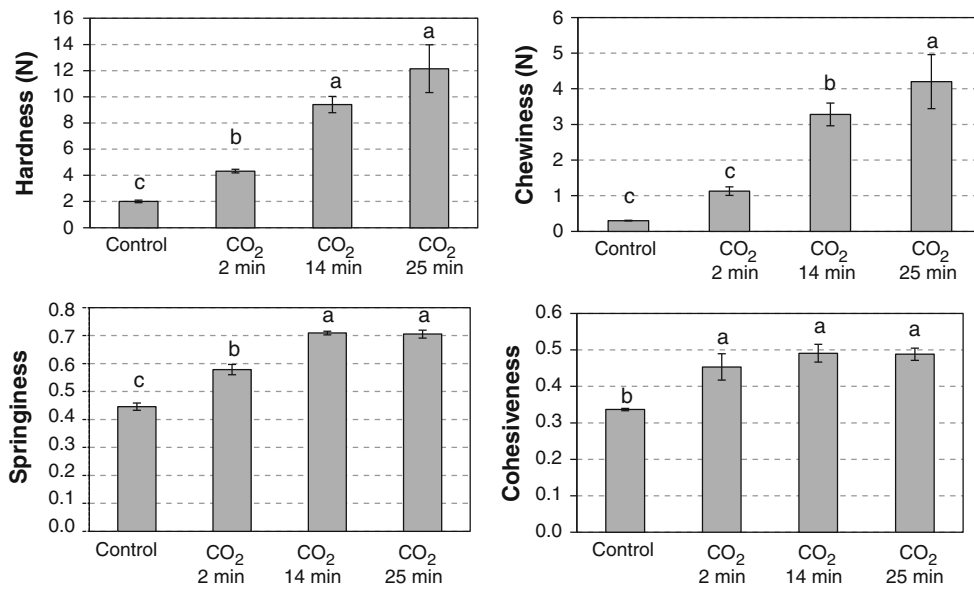 Hardness (N)
16
14
12
10
8
6
4
2
0
c
b
a
a
Control
CO2
2 min
CO2
14 min
CO2
25 min
Chewiness (N)
6
5
4
3
2
1
0
c
c
b
a
Control
CO2
2 min
CO2
14 min
CO2
25 min
Springiness
0.8
0.7
0.6
0.5
0.4
0.3
0.2
0.1
0.0
c
b
a
a
Control
CO2
2 min
CO2
14 min
CO2
25 min
Cohesiveness
0.6
0.5
0.4
0.3
0.2
0.1
0.0
b
a
a
a
Control
CO2
2 min
CO2
14 min
CO2
25 min